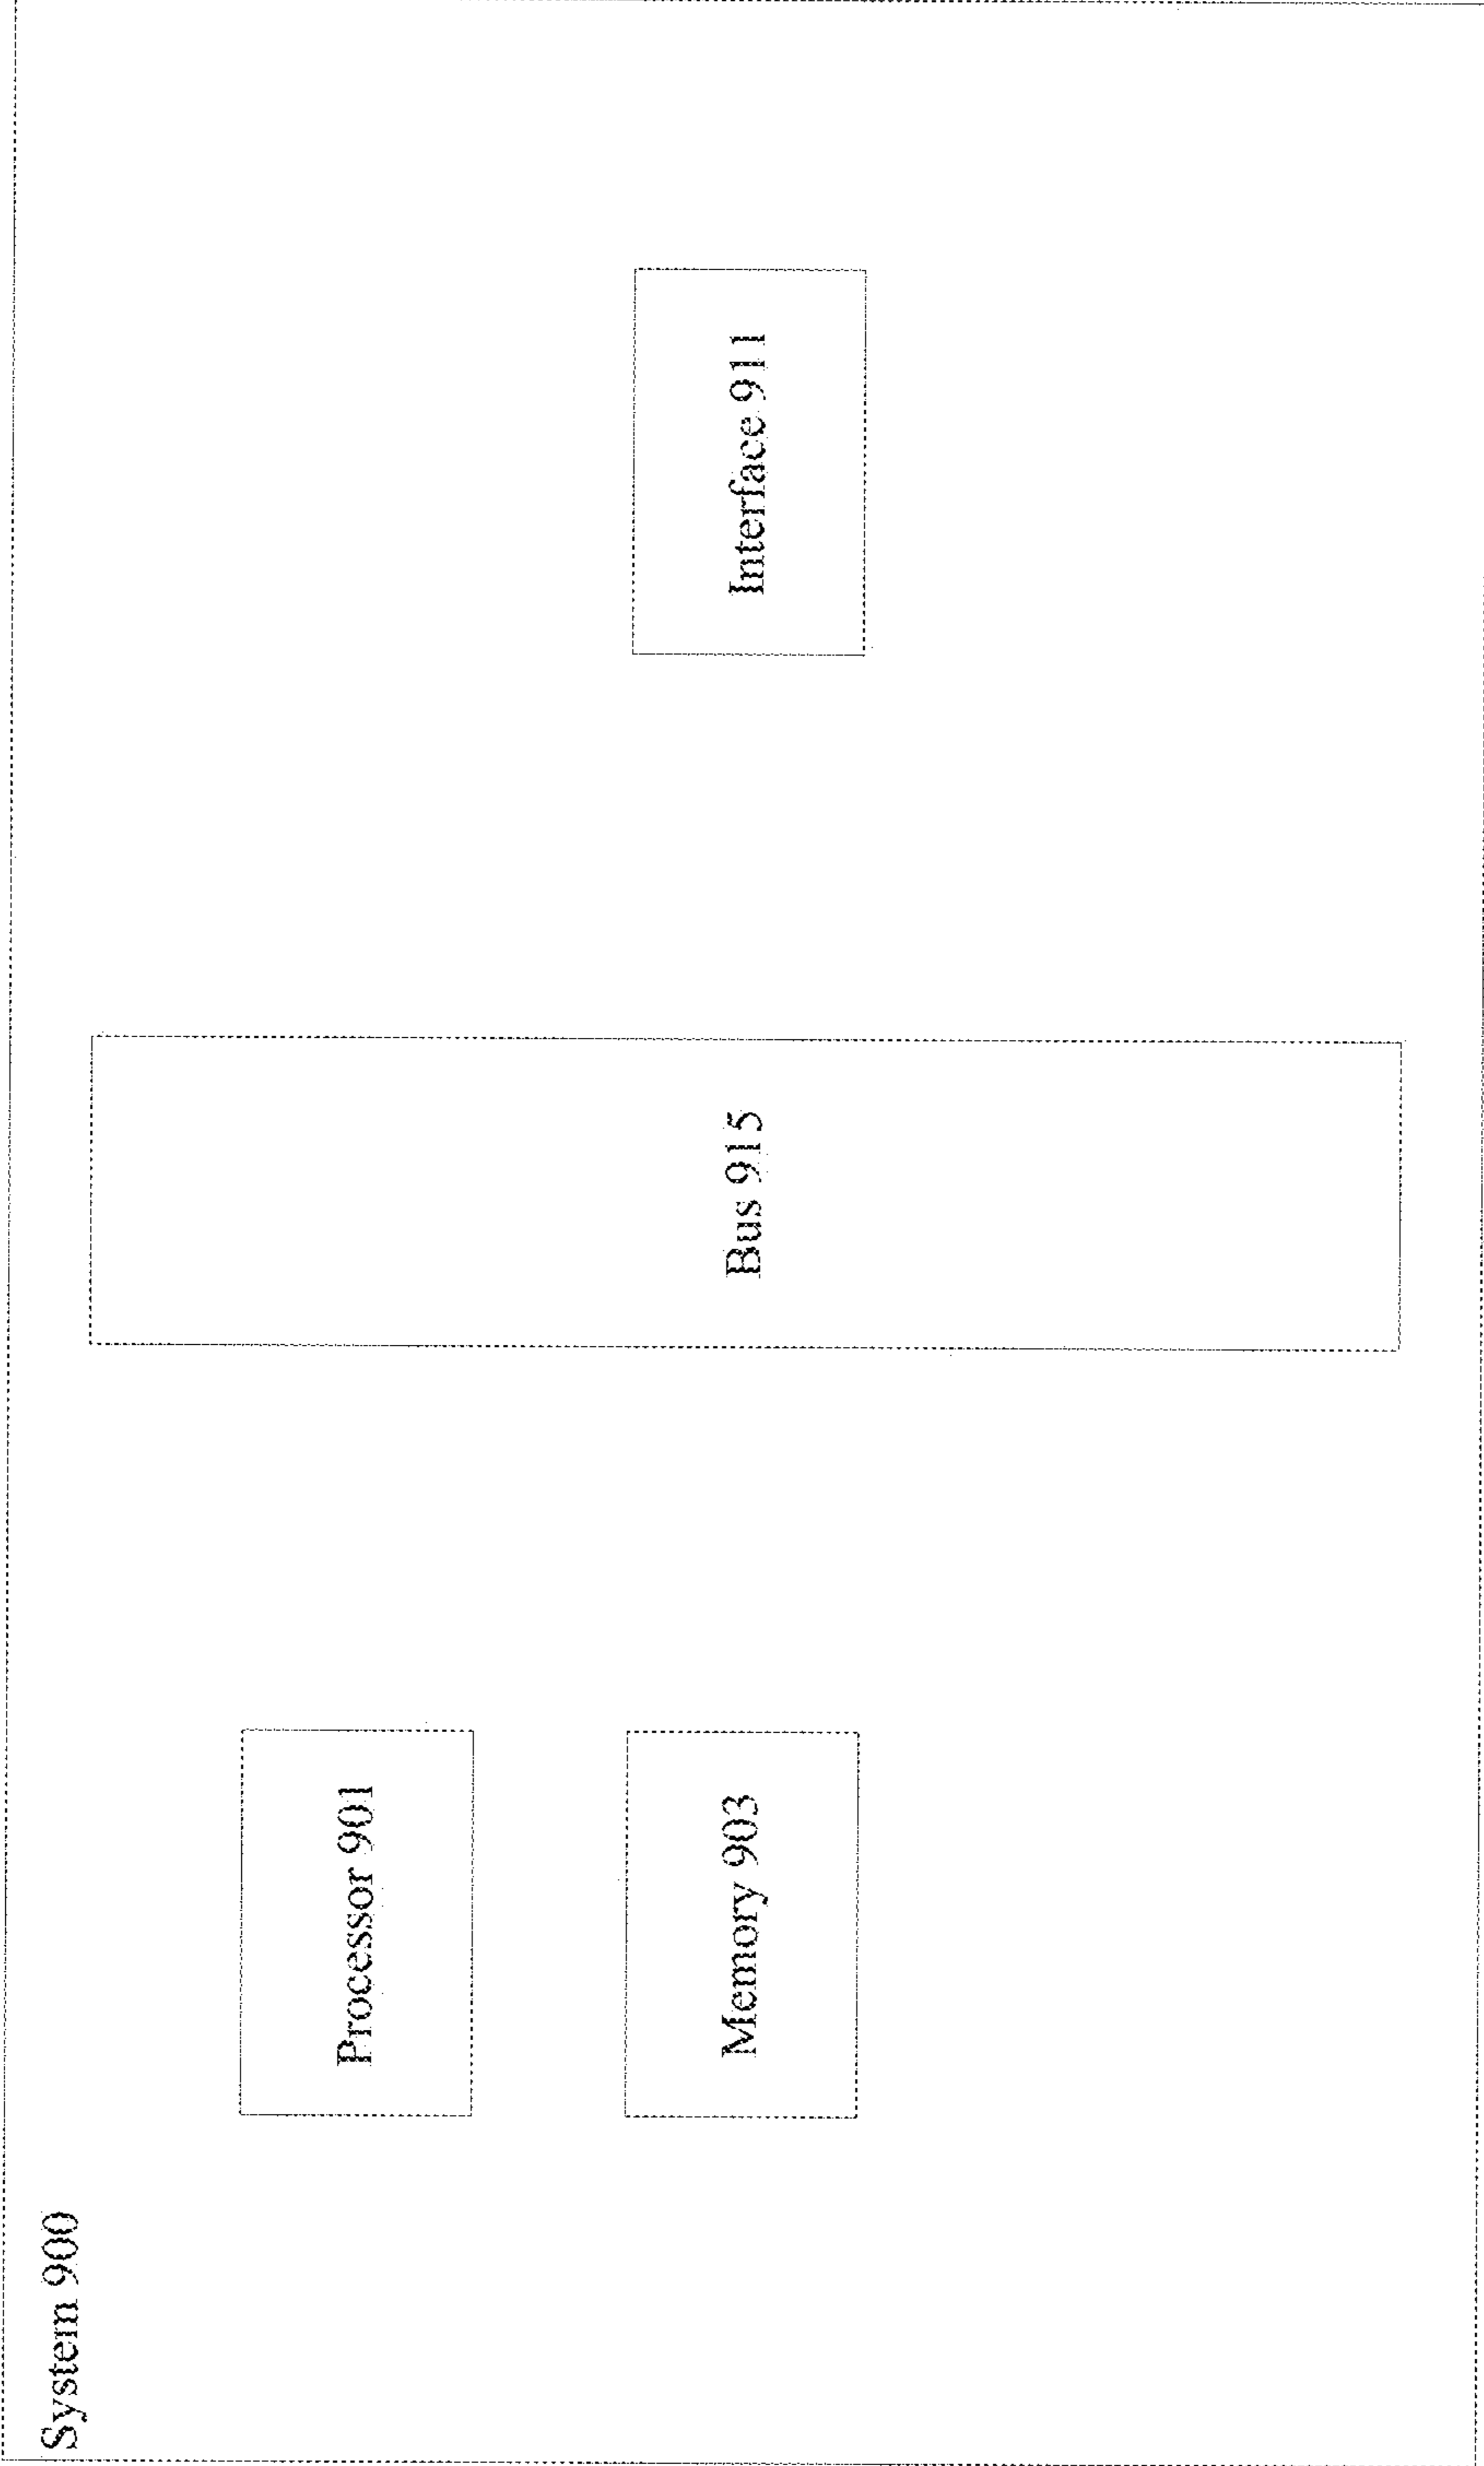 System 900
Processor 901
Memory 903
Bus 915
Interface 911